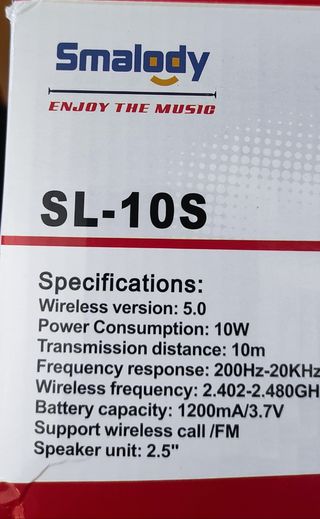 Smalody
ENJOY THE MUSIC
SL-10S
Specifications:
Wireless version: 5.0
Power Consumption: 10W
Transmission distance: 10m
Frequency response: 200Hz-20KHz
Wireless frequency: 2.402-2.480GH
Battery capacity: 1200mA/3.7V
Support wireless call /FM
Speaker unit: 2.5"